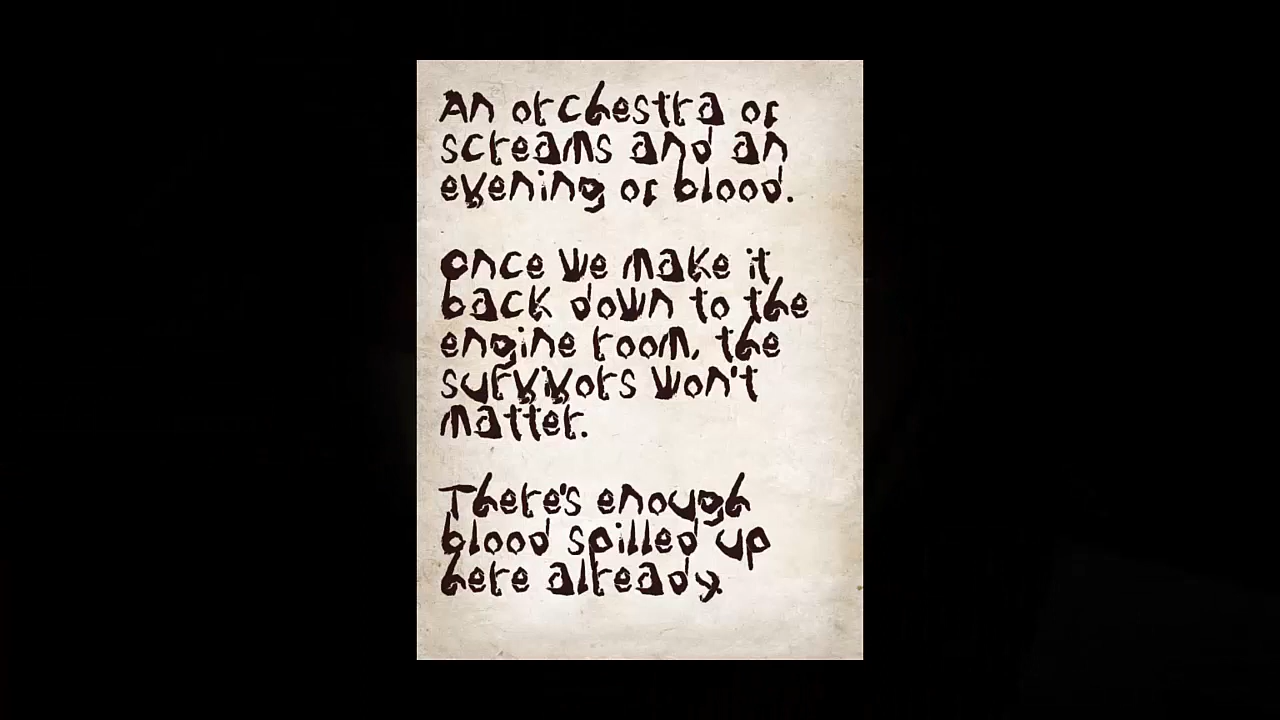 An orchestra of
screams and an
evening of blood.
Once we make it
back down to the
engine room, the
survivors won't
matter.
There's enough
blood spilled up
here already.